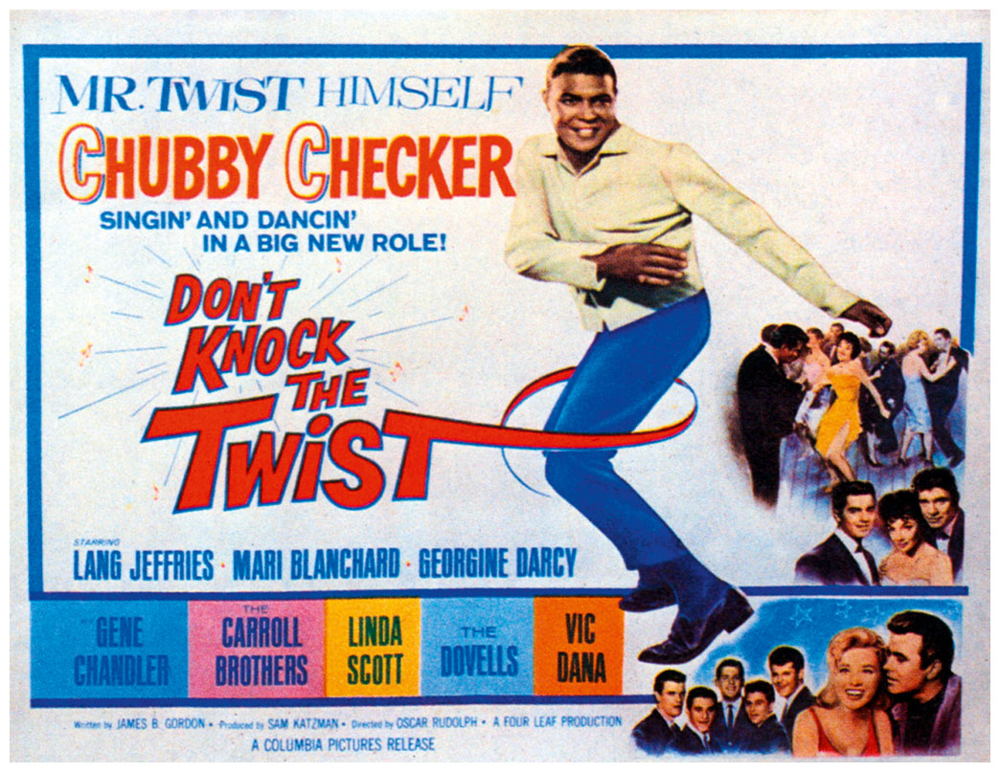 MR. TWIST HIMSELF
CHUBBY CHECKER
SINGIN' AND DANCIN'
IN A BIG NEW ROLE!
DON'T
KNOCK
THE
TWiST
STARRING
LANG JEFFRIES · MARI BLANCHARD · GEORGINE DARCY
GENE
CHANDLER
THE
CARROLL
BROTHERS
LINDA
SCOTT
THE
DOVELLS
VIC
DANA
Written by JAMES B. GORDON · Produced by SAM KATZMAN · Directed by OSCAR RUDOLPH · A FOUR LEAF PRODUCTION
A COLUMBIA PICTURES RELEASE